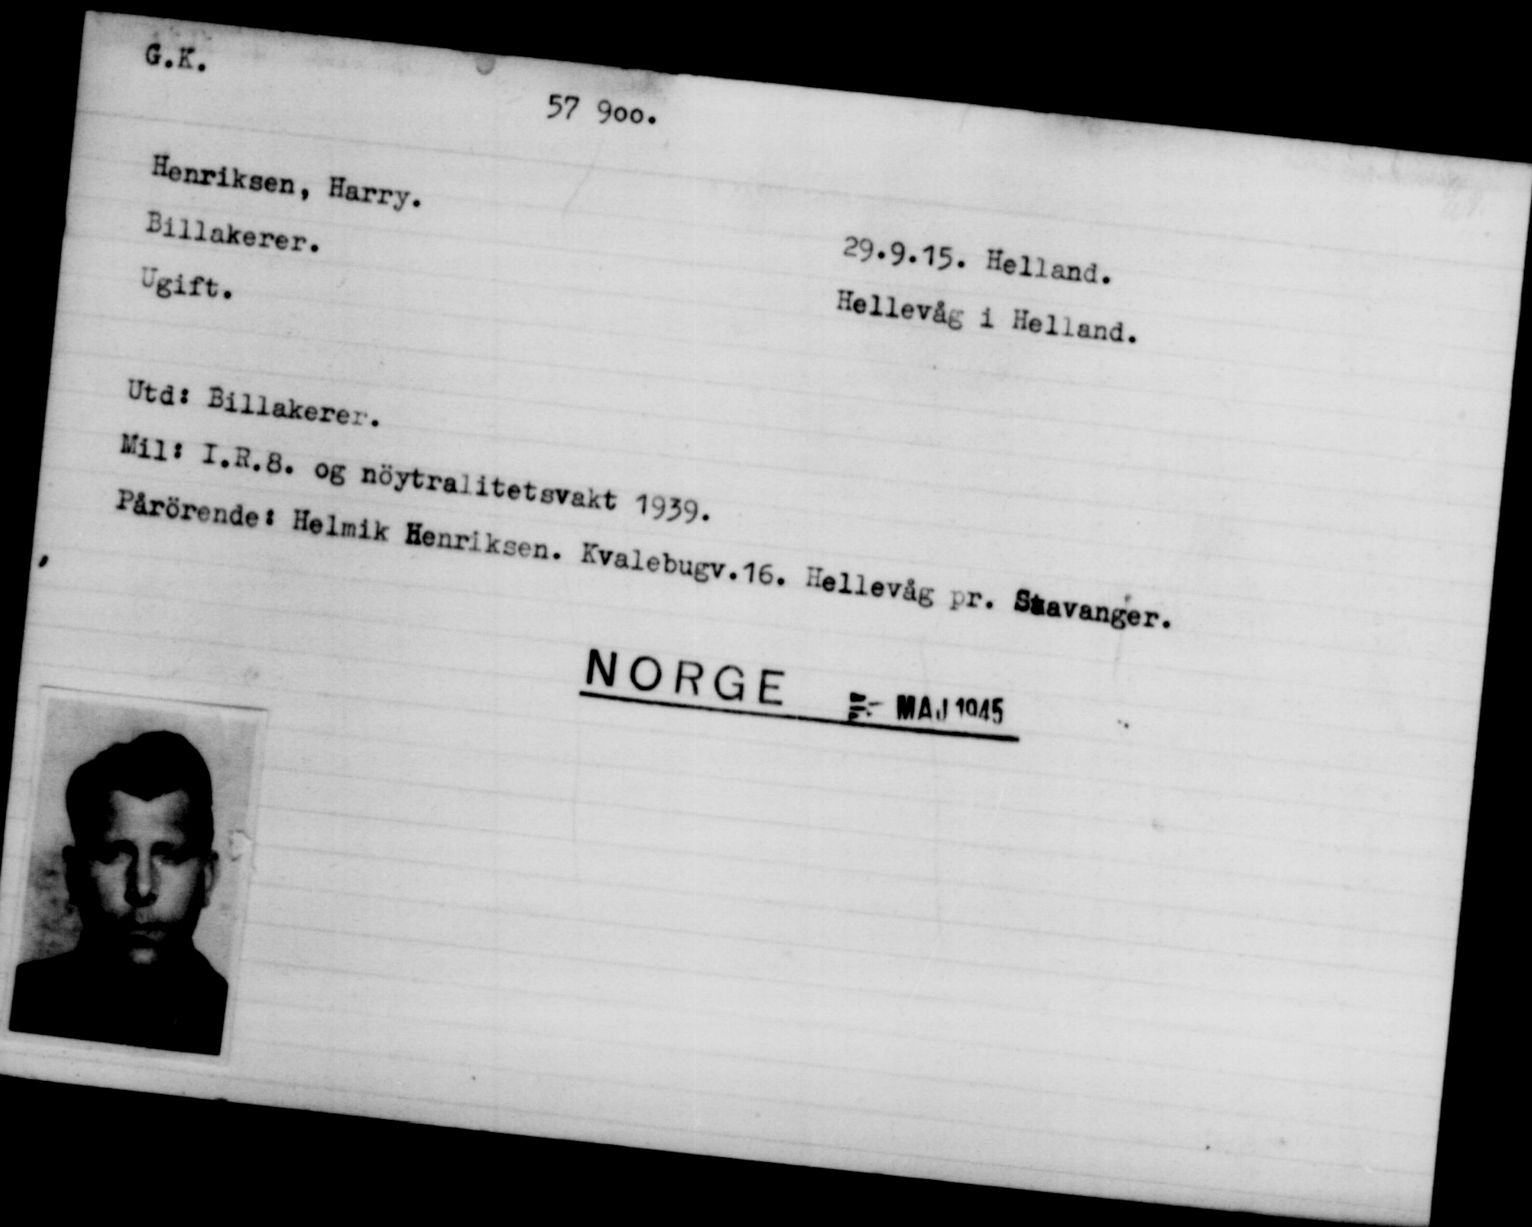 G.K.
57 9oo.
Henriksen, Harry.
29.9.15. Helland.
Billakerer.
Hellevåg i Helland.
Ugift.
Utd: Billakerer.
Mil: I.R.8. og nöytralitetsvakt 1939.
Pårörende: Helmik Henriksen. Kvalebugv.16. Hellevåg pr. Stavanger.
NORGE - MAJ 1945